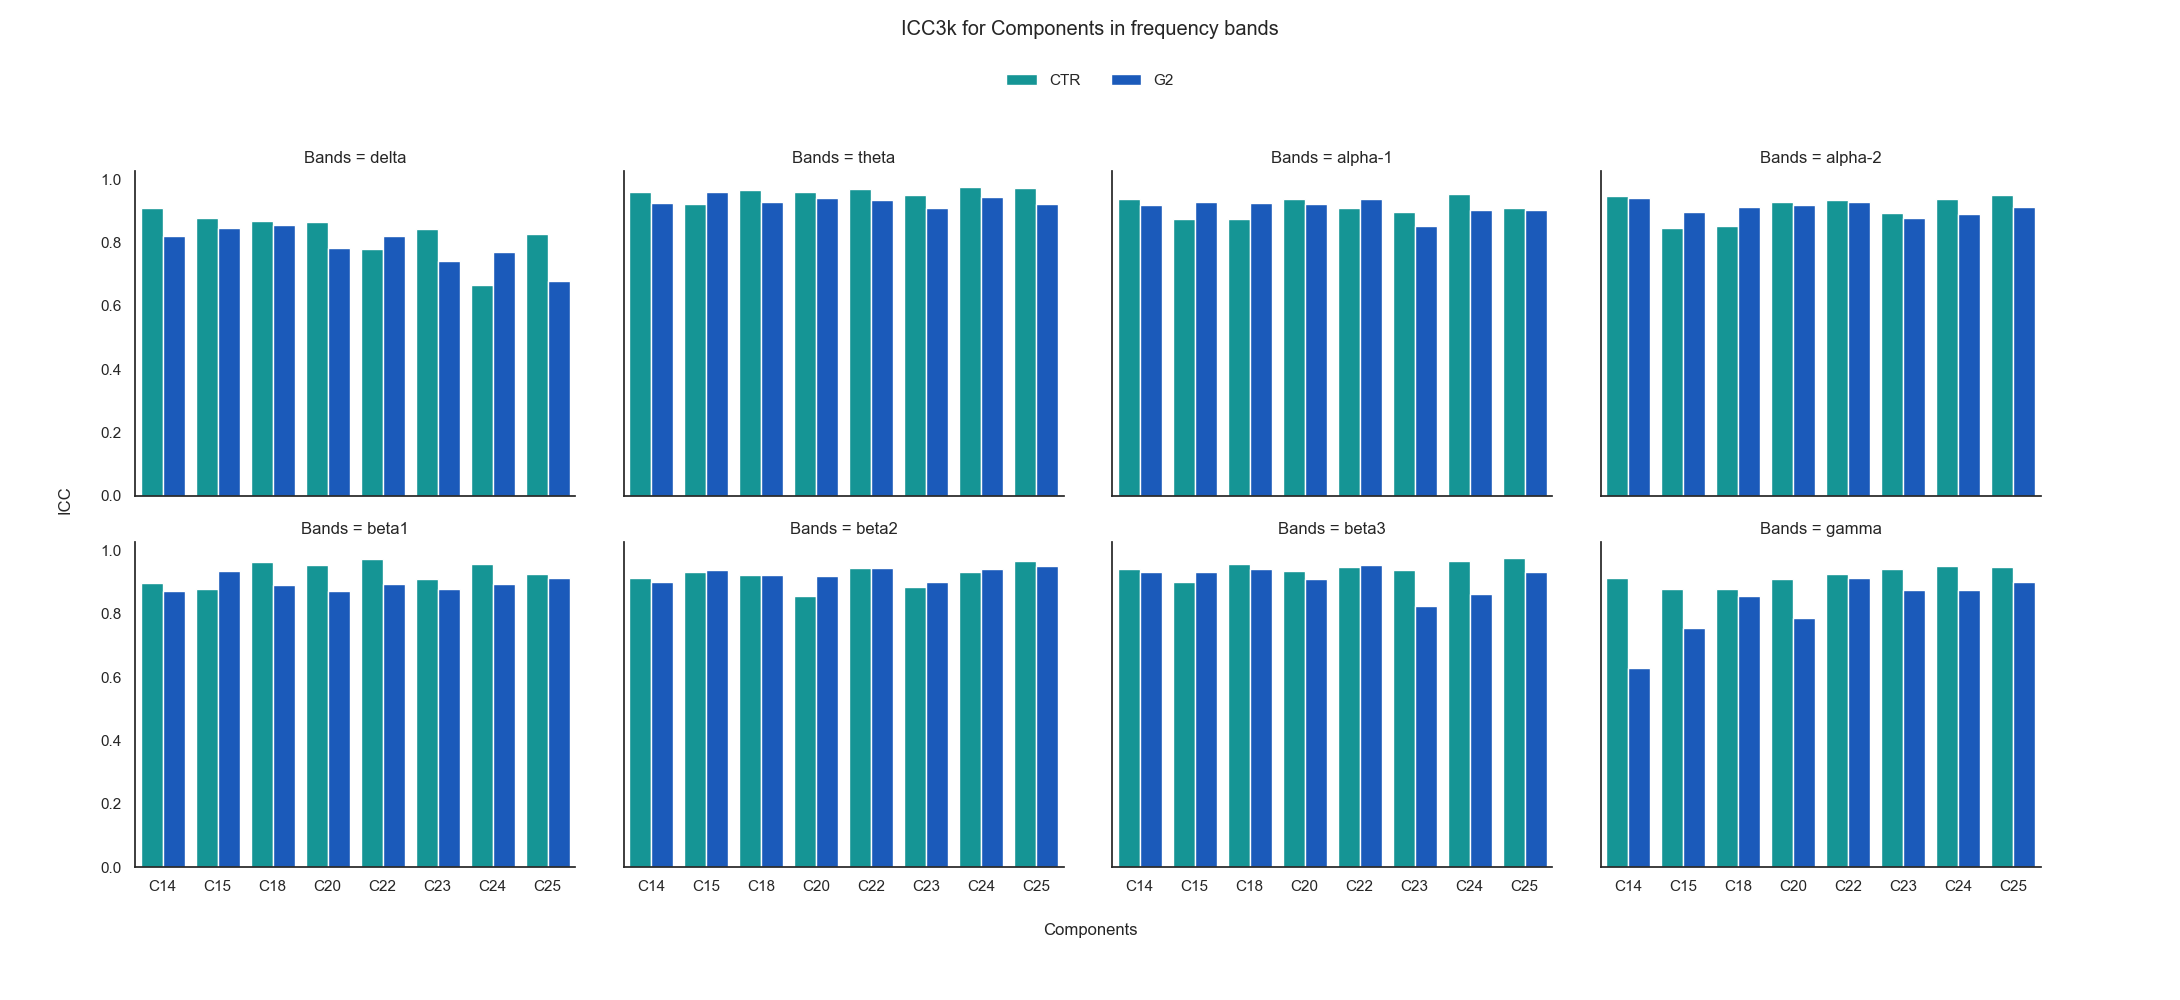 ICC3k for Components in frequency bands
CTR G2
Bands = delta Bands = theta Bands = alpha-1 Bands = alpha-2
1.0
0.8
0.6
0.4
0.2
0.0
ICC
Bands = beta1 Bands = beta2 Bands = beta3 Bands = gamma
1.0
0.8
0.6
0.4
0.2
0.0
C14 C15 C18 C20 C22 C23 C24 C25 C14 C15 C18 C20 C22 C23 C24 C25 C14 C15 C18 C20 C22 C23 C24 C25 C14 C15 C18 C20 C22 C23 C24 C25
Components